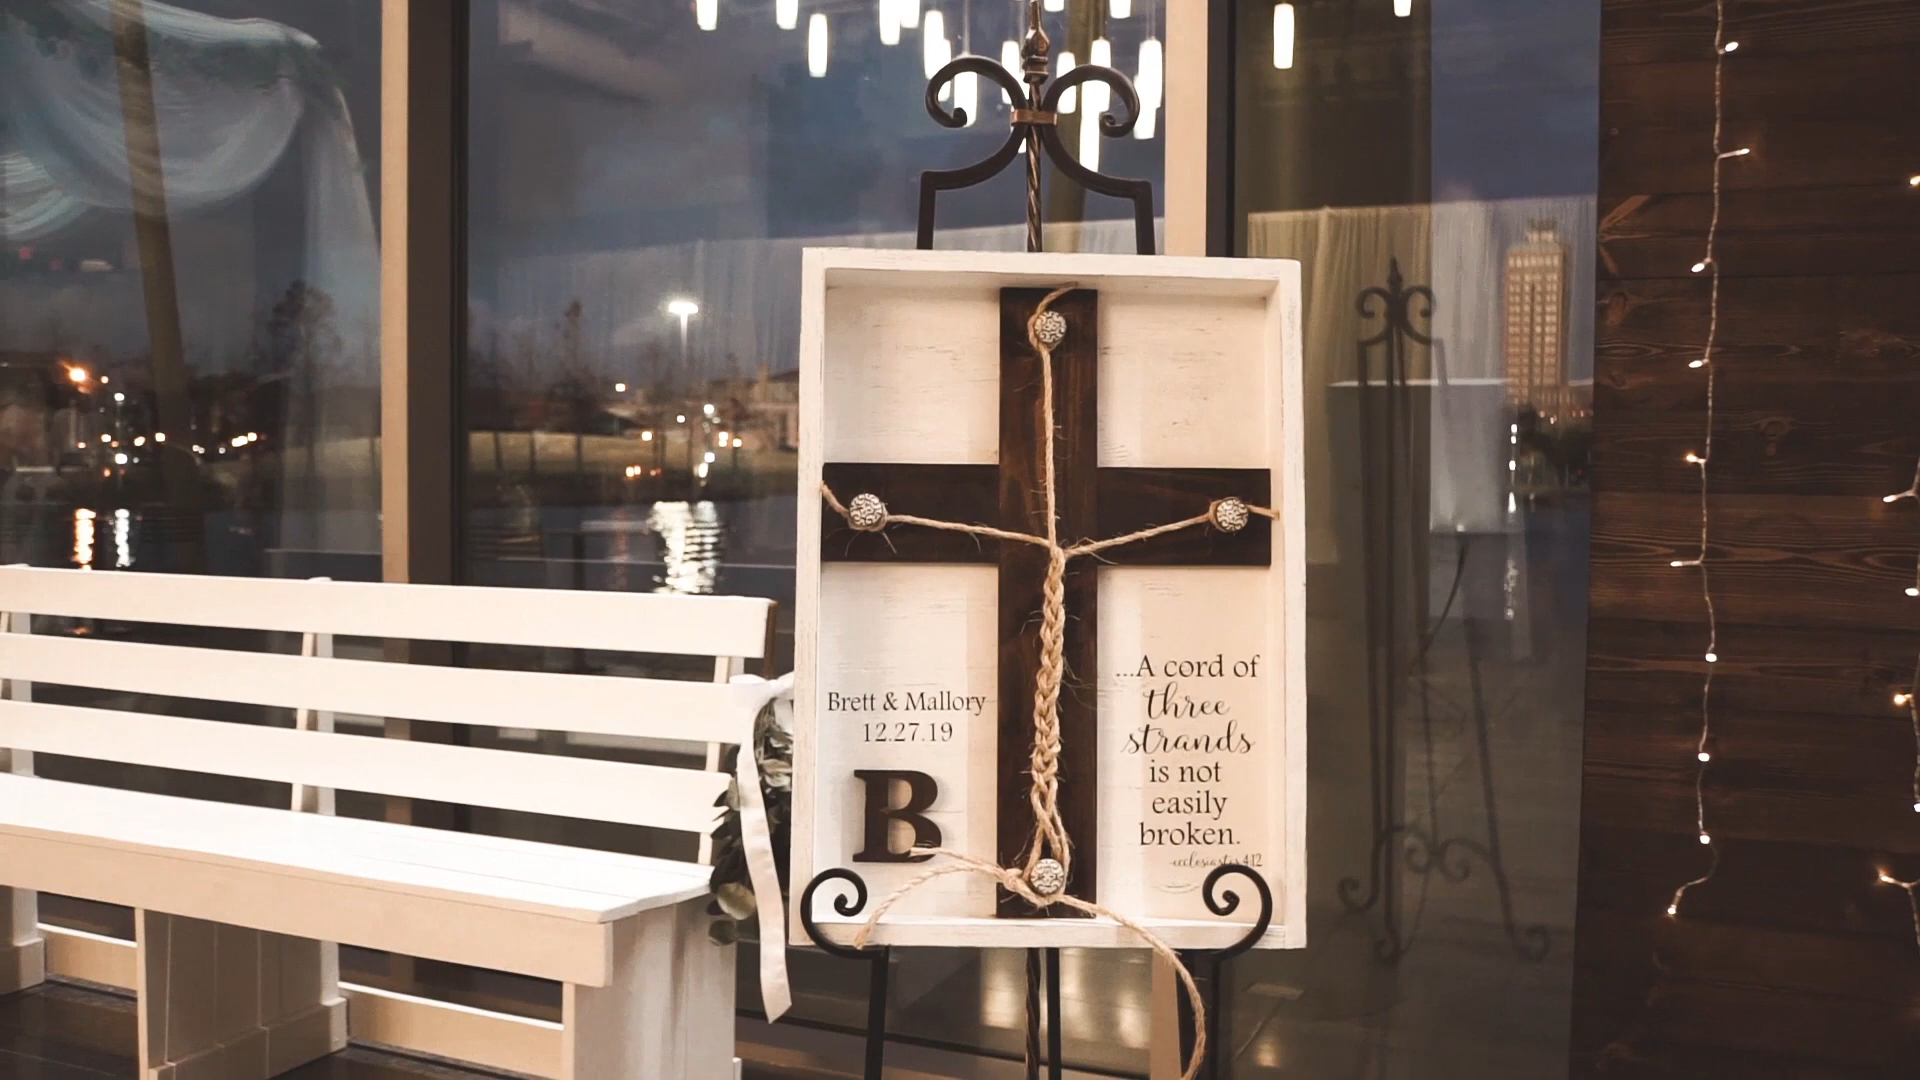 Brett & Mallory
12.27.19
B
...A cord of
three
strands
is not
easily
broken.
-ecclesiastes 4:12